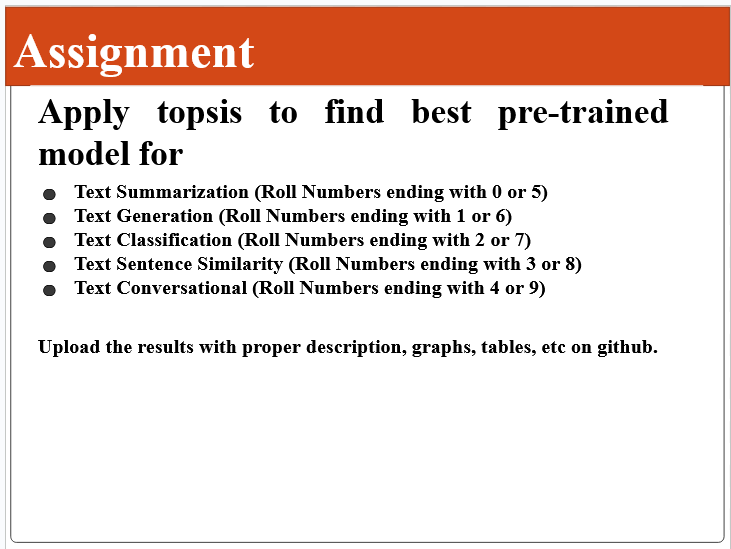 Assignment
Apply topsis to find best pre-trained
model for
● Text Summarization (Roll Numbers ending with 0 or 5)
● Text Generation (Roll Numbers ending with 1 or 6)
● Text Classification (Roll Numbers ending with 2 or 7)
● Text Sentence Similarity (Roll Numbers ending with 3 or 8)
● Text Conversational (Roll Numbers ending with 4 or 9)
Upload the results with proper description, graphs, tables, etc on github.